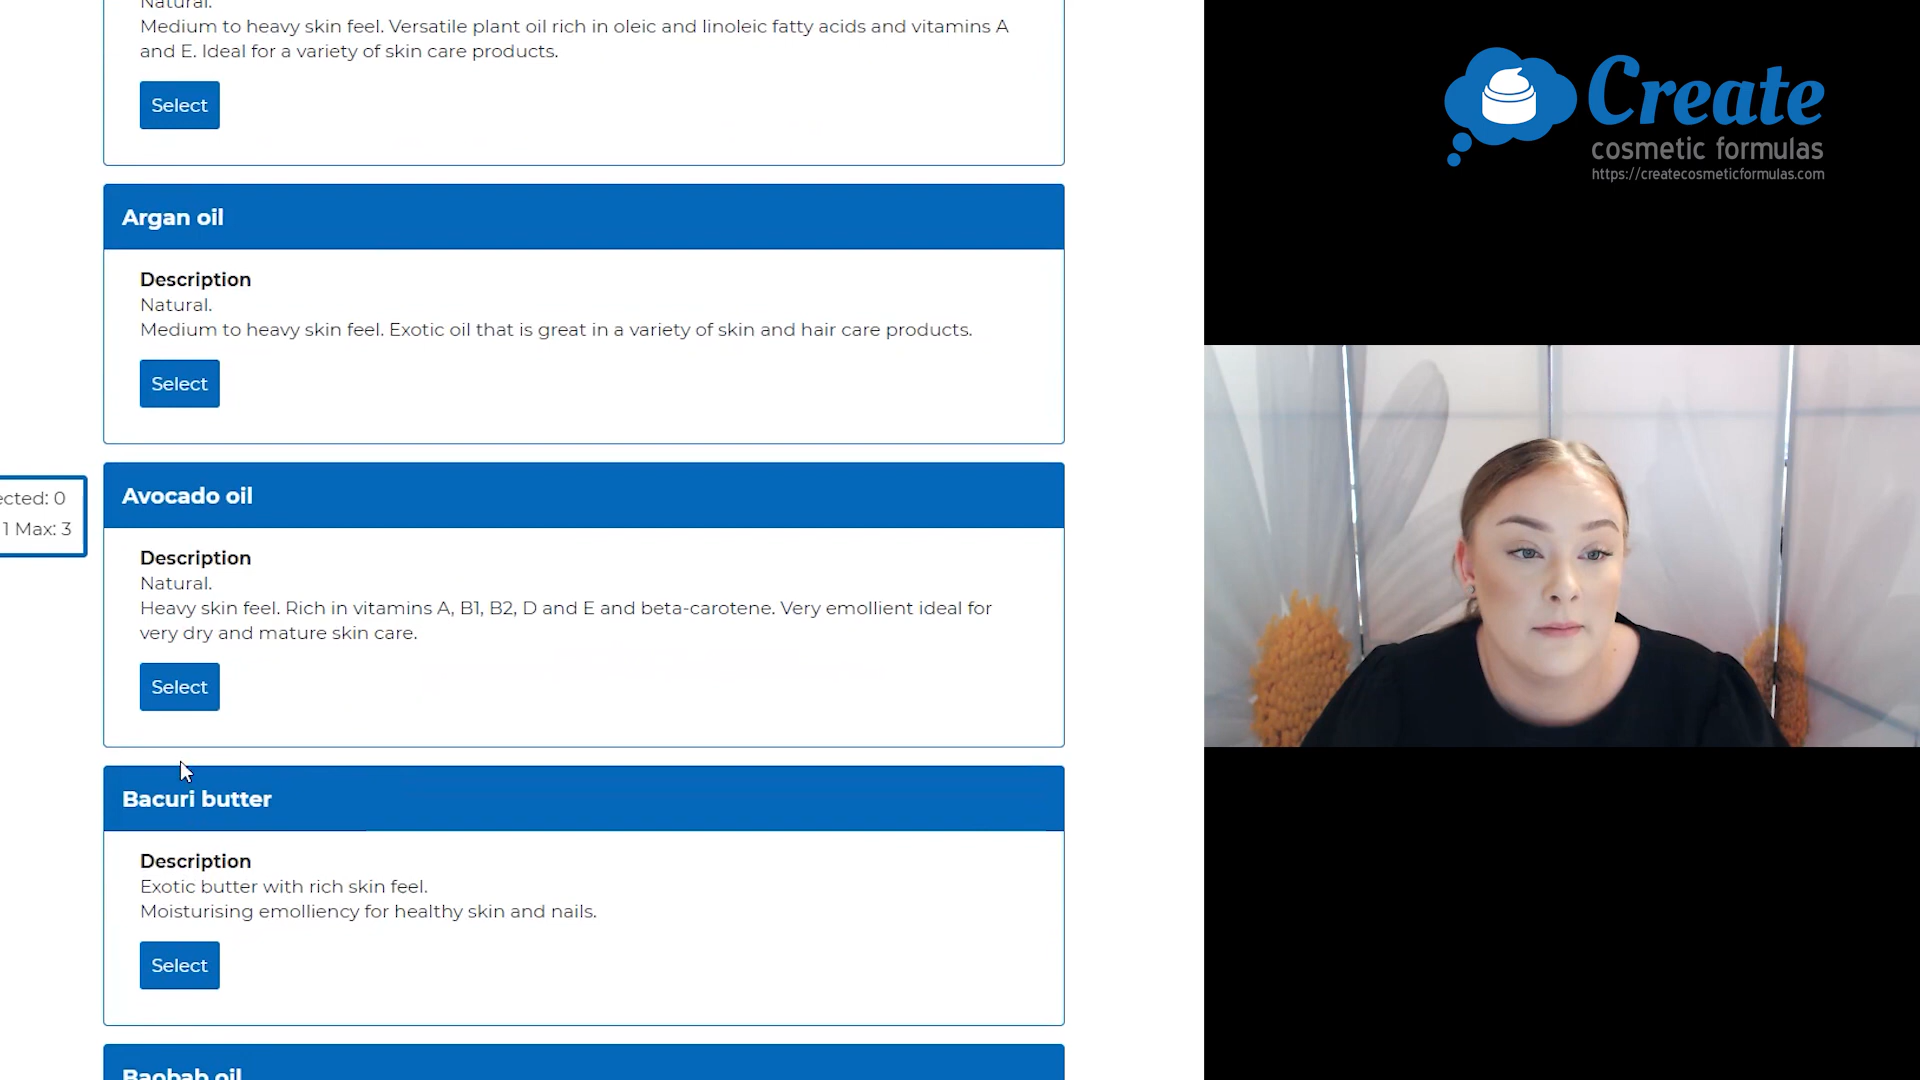 Natural.
Medium to heavy skin feel. Versatile plant oil rich in oleic and linoleic fatty acids and vitamins A
and E. Ideal for a variety of skin care products.
Select
Argan oil
Description
Natural.
Medium to heavy skin feel. Exotic oil that is great in a variety of skin and hair care products.
Select
ected: 0
1 Max: 3
Avocado oil
Description
Natural.
Heavy skin feel. Rich in vitamins A, B1, B2, D and E and beta-carotene. Very emollient ideal for
very dry and mature skin care.
Select
Bacuri butter
Description
Exotic butter with rich skin feel.
Moisturising emolliency for healthy skin and nails.
Select
Baobab oil
Create
cosmetic formulas
https://createcosmeticformulas.com